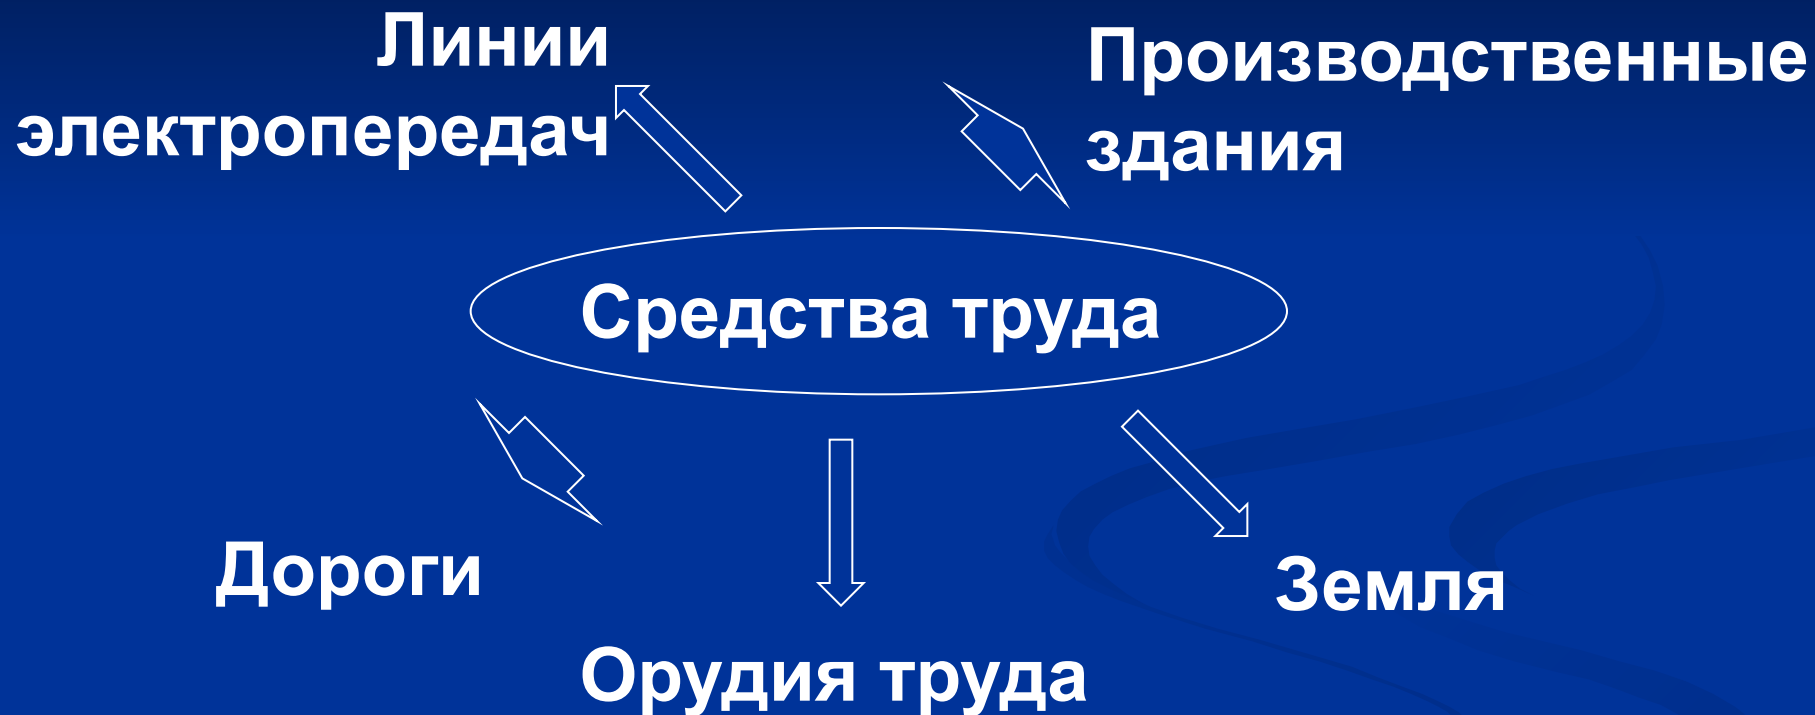 Линии
электропередач
Производственные
здания
Средства труда
Дороги
Земля
Орудия труда